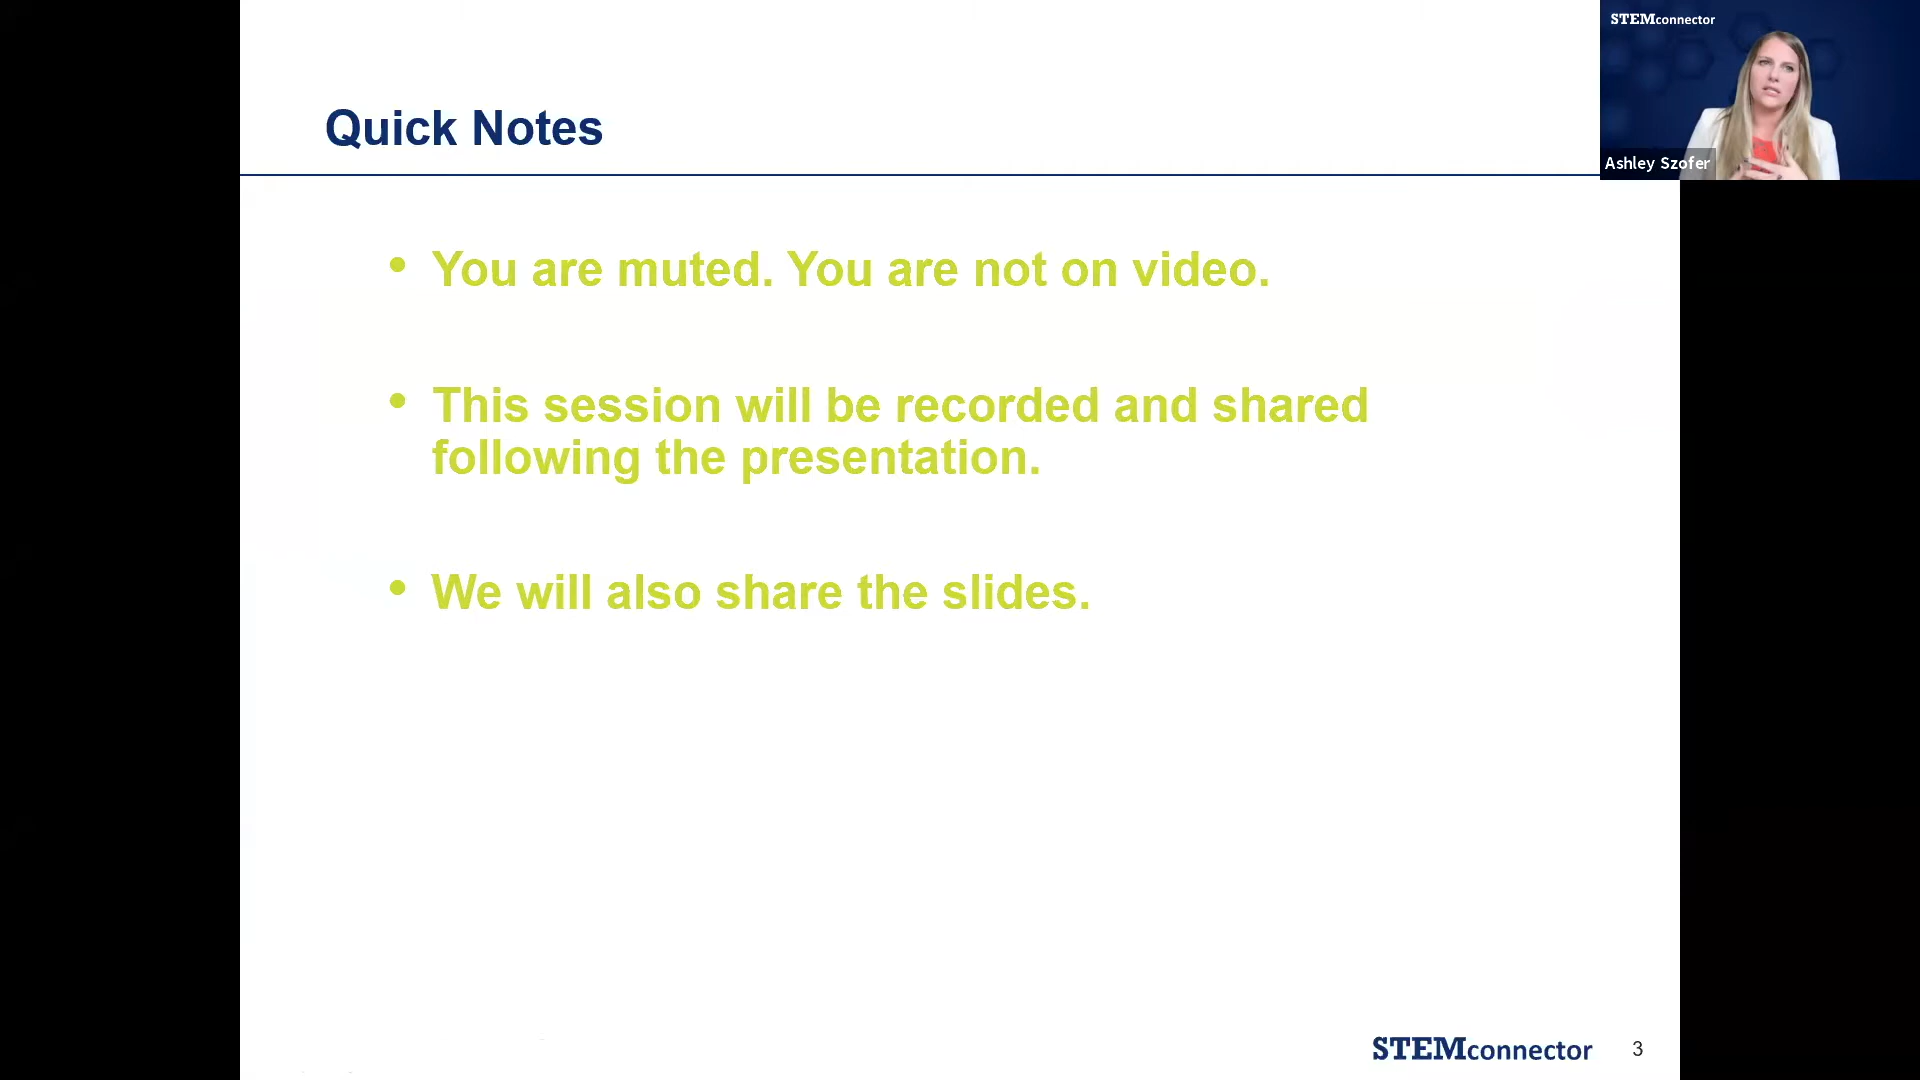 STEMconnector
Ashley Szofer
Quick Notes
• You are muted. You are not on video.
• This session will be recorded and shared
following the presentation.
• We will also share the slides.
STEMconnector 3